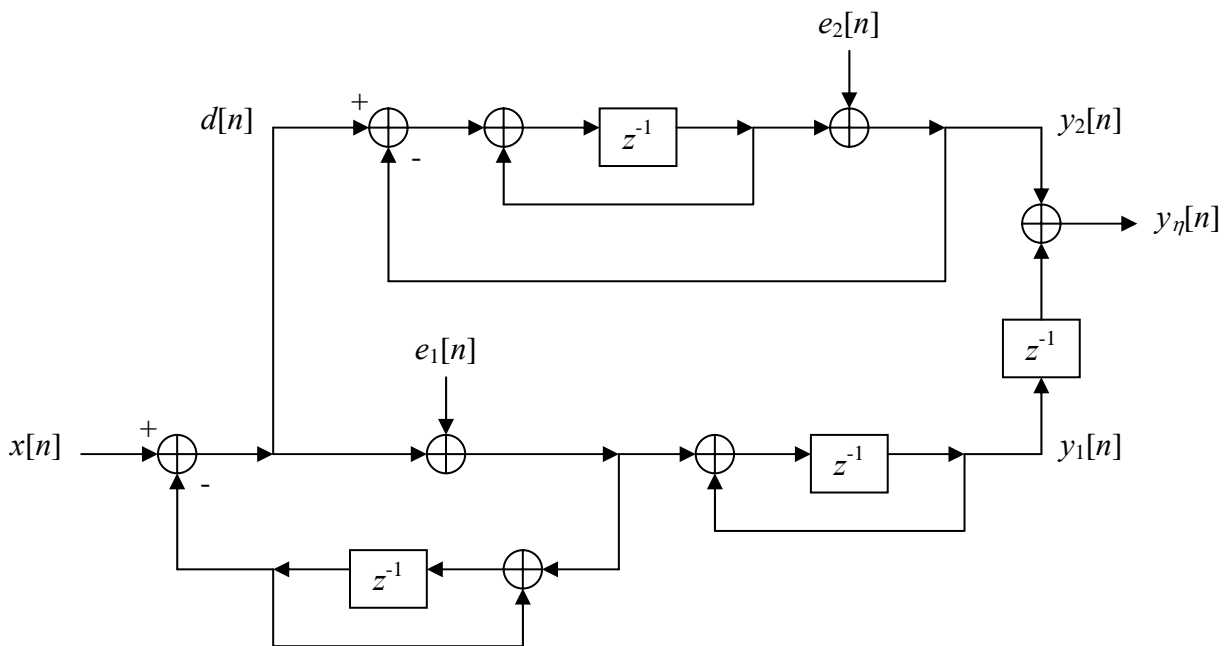 e₂[n]
d[n]
+
z⁻¹
y₂[n]
-
yη[n]
z⁻¹
e₁[n]
x[n]
+
z⁻¹
y₁[n]
-
z⁻¹